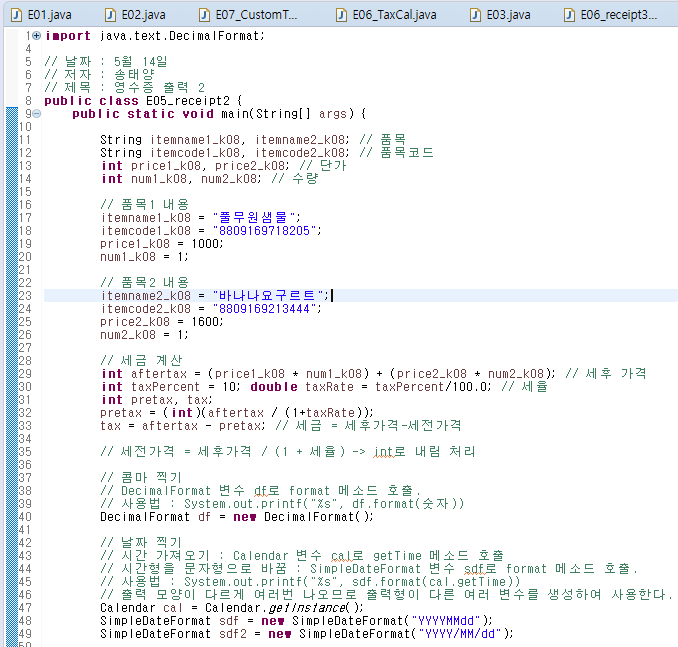 E01.java E02.java E07_CustomT... E06_TaxCal.java E03.java E06_receipt3...
1 import java.text.DecimalFormat;
4
5 // 날짜 : 5월 14일
6 // 저자 : 송태양
7 // 제목 : 영수증 출력 2
8 public class E05_receipt2 {
9 public static void main(String[] args) {
10
11 String itemname1_k08, itemname2_k08; // 품목
12 String itemcode1_k08, itemcode2_k08; // 품목코드
13 int price1_k08, price2_k08; // 단가
14 int num1_k08, num2_k08; // 수량
15
16 // 품목1 내용
17 itemname1_k08 = "풀무원샘물";
18 itemcode1_k08 = "8809169718205";
19 price1_k08 = 1000;
20 num1_k08 = 1;
21
22 // 품목2 내용
23 itemname2_k08 = "바나나요구르트";
24 itemcode2_k08 = "8809169213444";
25 price2_k08 = 1600;
26 num2_k08 = 1;
27
28 // 세금 계산
29 int aftertax = (price1_k08 * num1_k08) + (price2_k08 * num2_k08); // 세후 가격
30 int taxPercent = 10; double taxRate = taxPercent/100.0; // 세율
31 int pretax, tax;
32 pretax = (int)(aftertax / (1+taxRate));
33 tax = aftertax - pretax; // 세금 = 세후가격-세전가격
34
35 // 세전가격 = 세후가격 / (1 + 세율) -> int로 내림 처리
36
37 // 콤마 찍기
38 // DecimalFormat 변수 df로 format 메소드 호출.
39 // 사용법 : System.out.printf("%s", df.format(숫자))
40 DecimalFormat df = new DecimalFormat();
41
42 // 날짜 찍기
43 // 시간 가져오기 : Calendar 변수 cal로 getTime 메소드 호출
44 // 시간형을 문자형으로 바꿈 : SimpleDateFormat 변수 sdf로 format 메소드 호출.
45 // 사용법 : System.out.printf("%s", sdf.format(cal.getTime))
46 // 출력 모양이 다르게 여러번 나오므로 출력형이 다른 여러 변수를 생성하여 사용한다.
47 Calendar cal = Calendar.getInstance();
48 SimpleDateFormat sdf = new SimpleDateFormat("YYYYMMdd");
49 SimpleDateFormat sdf2 = new SimpleDateFormat("YYYY/MM/dd");